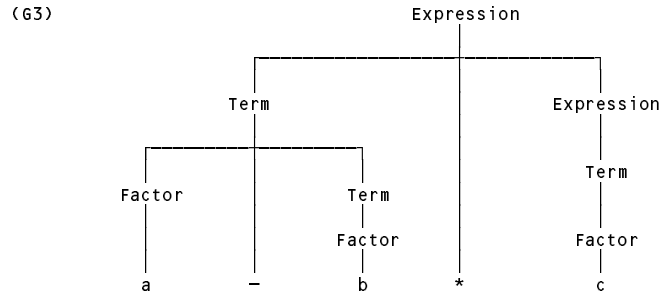 (G3) Expression
Term Expression
Term
Factor Term
Factor Factor
a − b * c